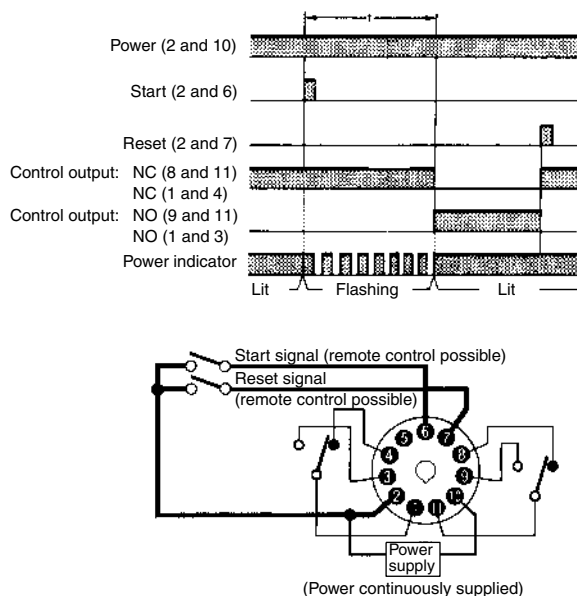 t
Power (2 and 10)
Start (2 and 6)
Reset (2 and 7)
Control output: NC (8 and 11)
NC (1 and 4)
Control output: NO (9 and 11)
NO (1 and 3)
Power indicator
Lit
Flashing
Lit
Start signal (remote control possible)
Reset signal
(remote control possible)
6
5
7
4
8
3
9
2
10
1
11
Power
supply
(Power continuously supplied)